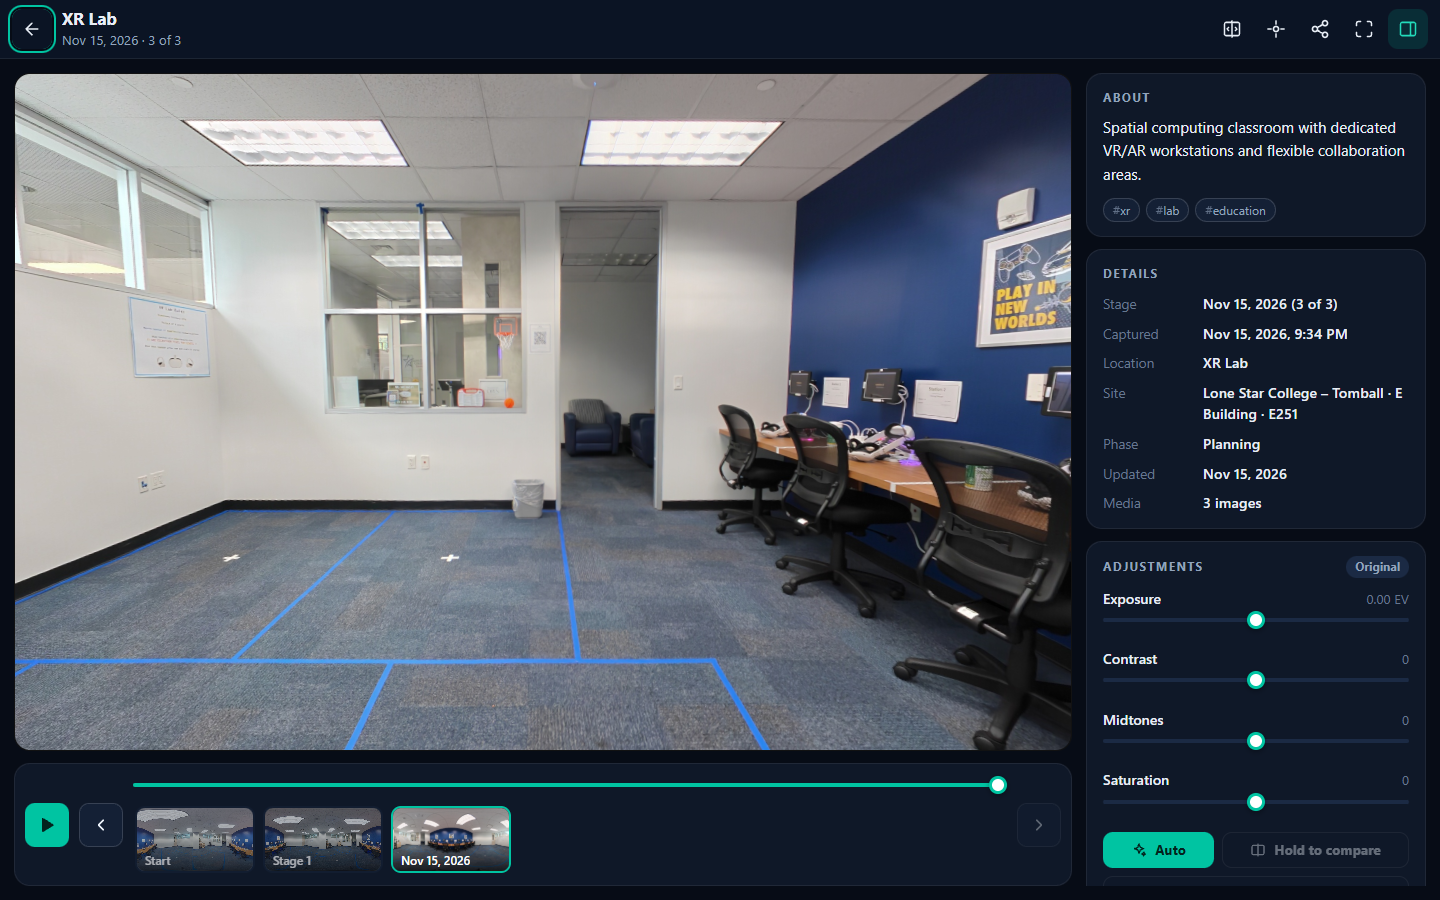 XR Lab
Nov 15, 2026 · 3 of 3
PLAY IN
NEW
WORLDS
Start
Stage 1
Nov 15, 2026
ABOUT
Spatial computing classroom with dedicated
VR/AR workstations and flexible collaboration
areas.
#xr #lab #education
DETAILS
Stage Nov 15, 2026 (3 of 3)
Captured Nov 15, 2026, 9:34 PM
Location XR Lab
Site Lone Star College – Tomball · E
Building · E251
Phase Planning
Updated Nov 15, 2026
Media 3 images
ADJUSTMENTS Original
Exposure 0.00 EV
Contrast 0
Midtones 0
Saturation 0
Auto Hold to compare